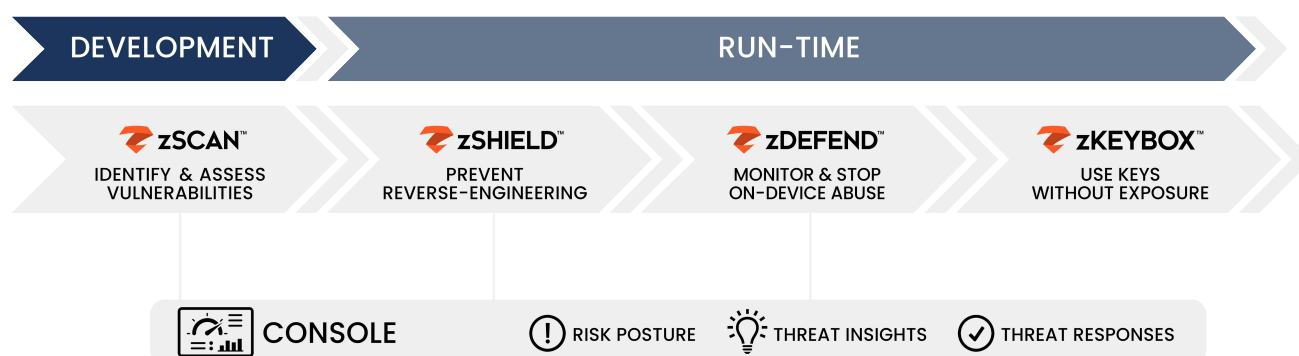 DEVELOPMENT
RUN-TIME
zSCAN™
IDENTIFY & ASSESS
VULNERABILITIES
zSHIELD™
PREVENT
REVERSE-ENGINEERING
zDEFEND™
MONITOR & STOP
ON-DEVICE ABUSE
zKEYBOX™
USE KEYS
WITHOUT EXPOSURE
CONSOLE
RISK POSTURE
THREAT INSIGHTS
THREAT RESPONSES